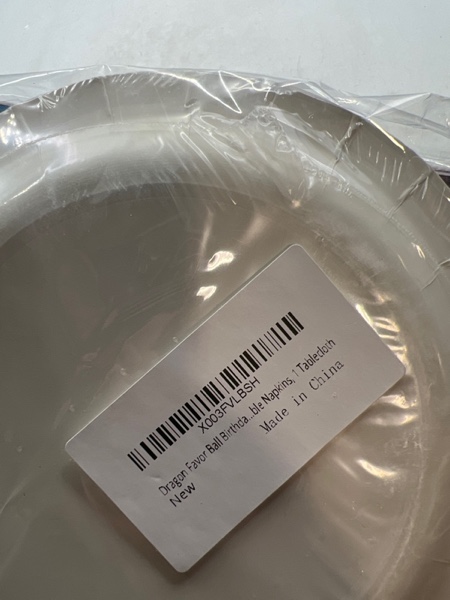 X003FVLBSH
Dragon Favor Ball Birthda...ble Napkins, 1 Tablecloth
New
Made in China